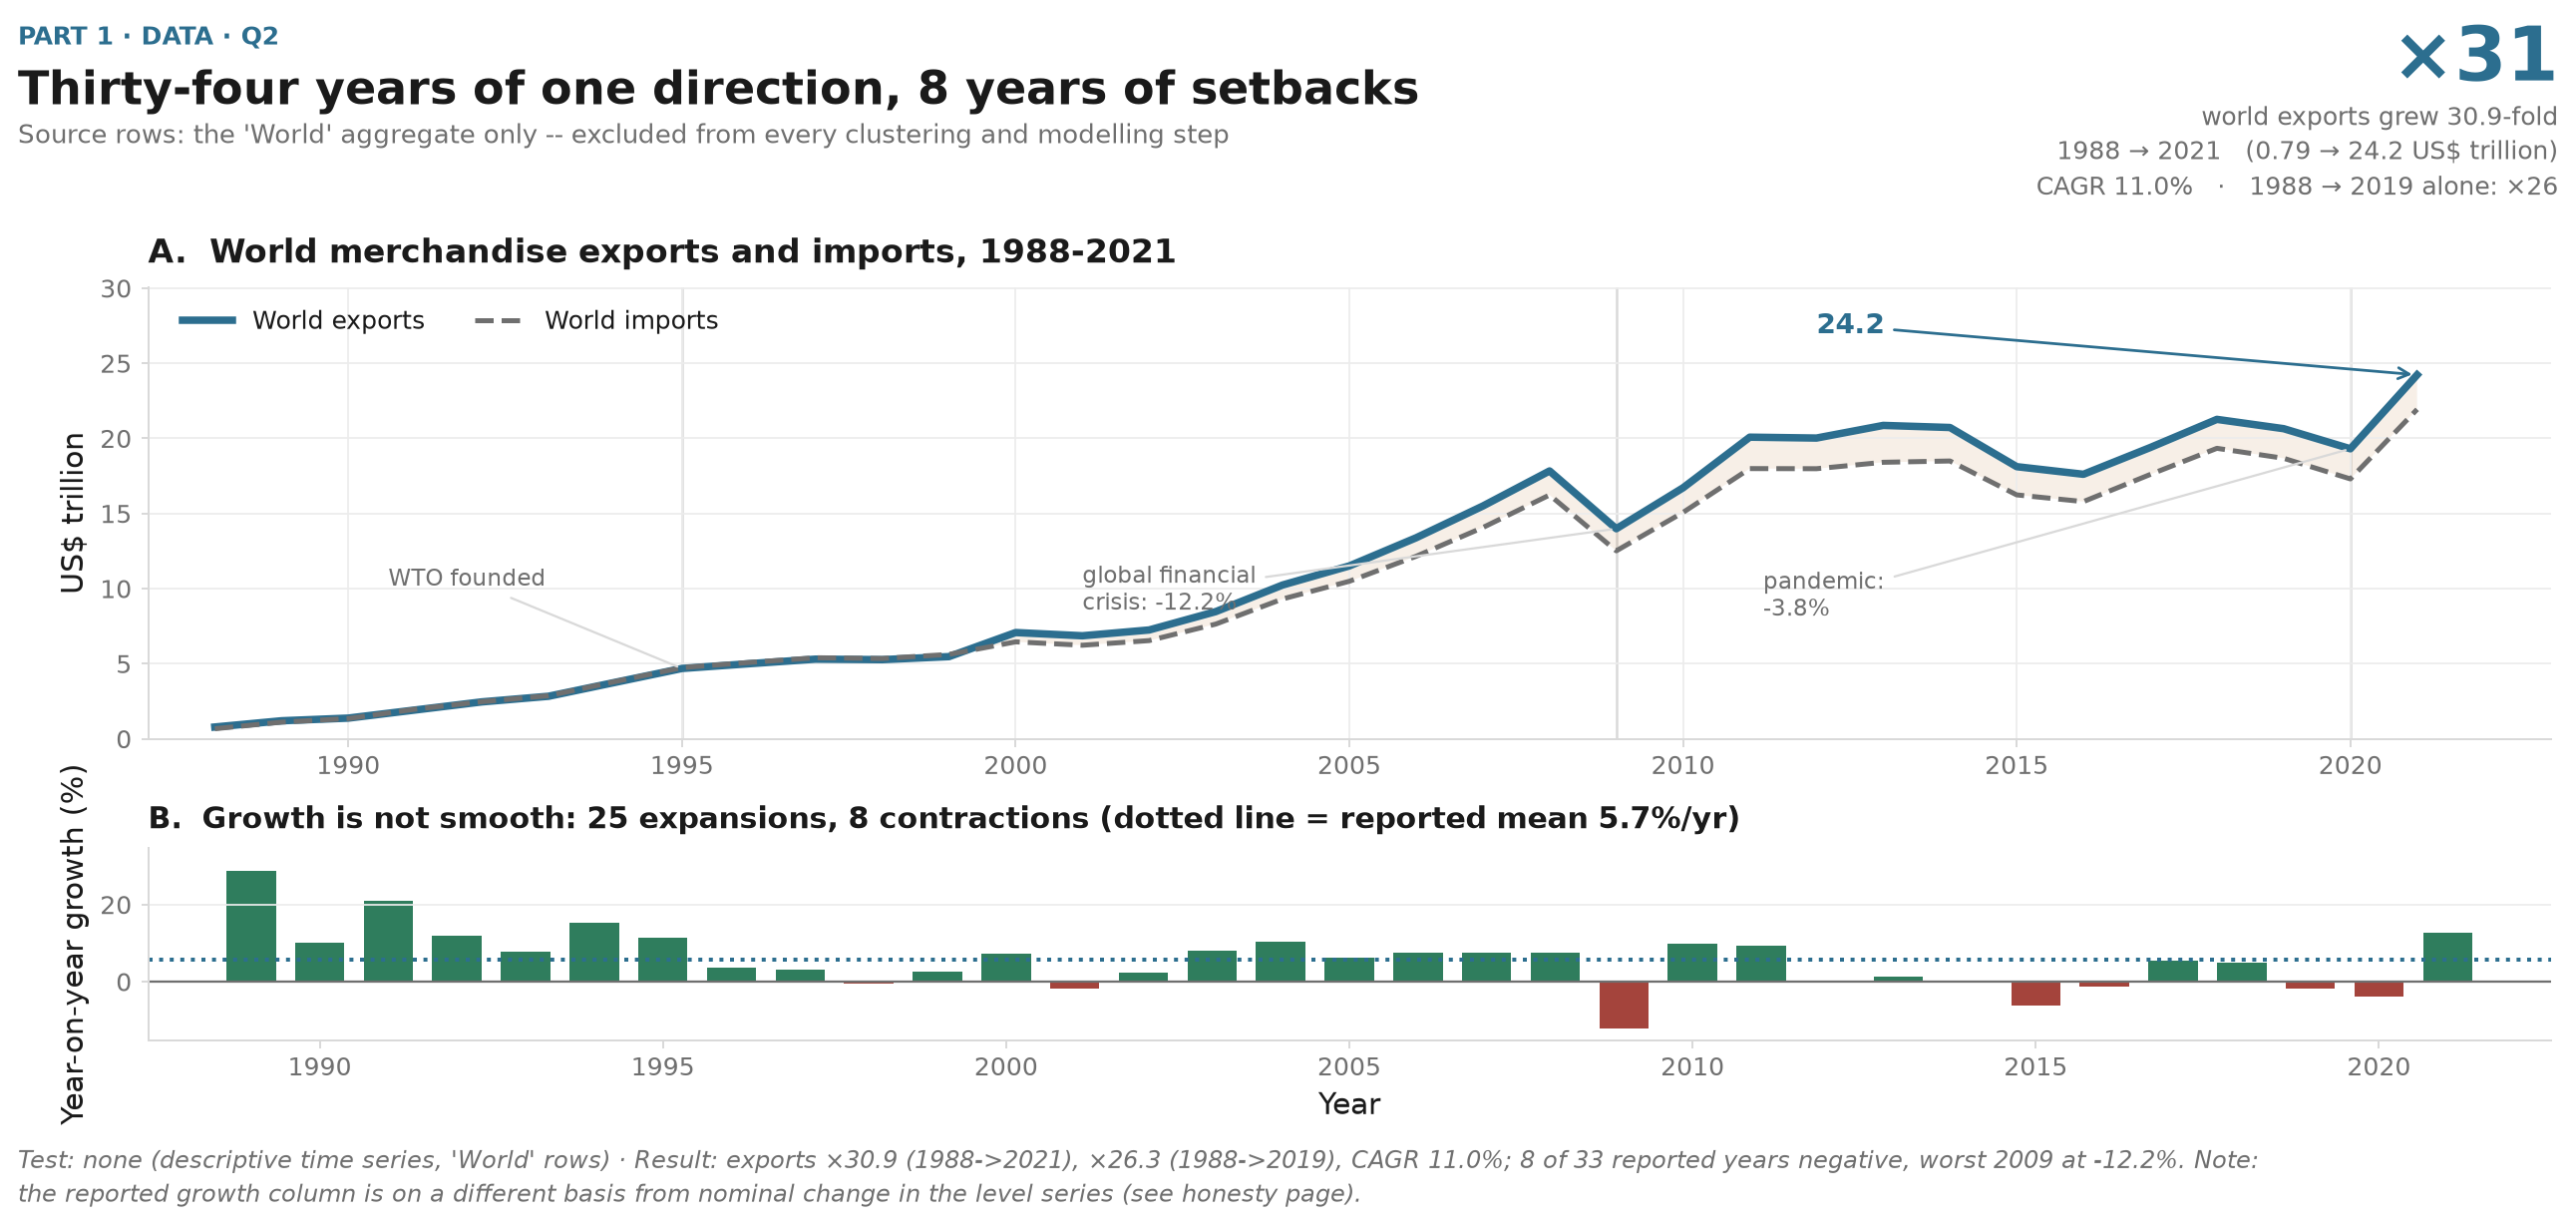 PART 1 · DATA · Q2
Thirty-four years of one direction, 8 years of setbacks
Source rows: the 'World' aggregate only -- excluded from every clustering and modelling step
×31
world exports grew 30.9-fold
1988 → 2021   (0.79 → 24.2 US$ trillion)
CAGR 11.0%   ·   1988 → 2019 alone: ×26
A.  World merchandise exports and imports, 1988-2021
US$ trillion
30
25
20
15
10
5
0
World exports
World imports
24.2
WTO founded
global financial
crisis: -12.2%
pandemic:
-3.8%
1990
1995
2000
2005
2010
2015
2020
B.  Growth is not smooth: 25 expansions, 8 contractions (dotted line = reported mean 5.7%/yr)
Year-on-year growth (%)
20
0
1990
1995
2000
2005
2010
2015
2020
Year
Test: none (descriptive time series, 'World' rows) · Result: exports ×30.9 (1988->2021), ×26.3 (1988->2019), CAGR 11.0%; 8 of 33 reported years negative, worst 2009 at -12.2%. Note:
the reported growth column is on a different basis from nominal change in the level series (see honesty page).